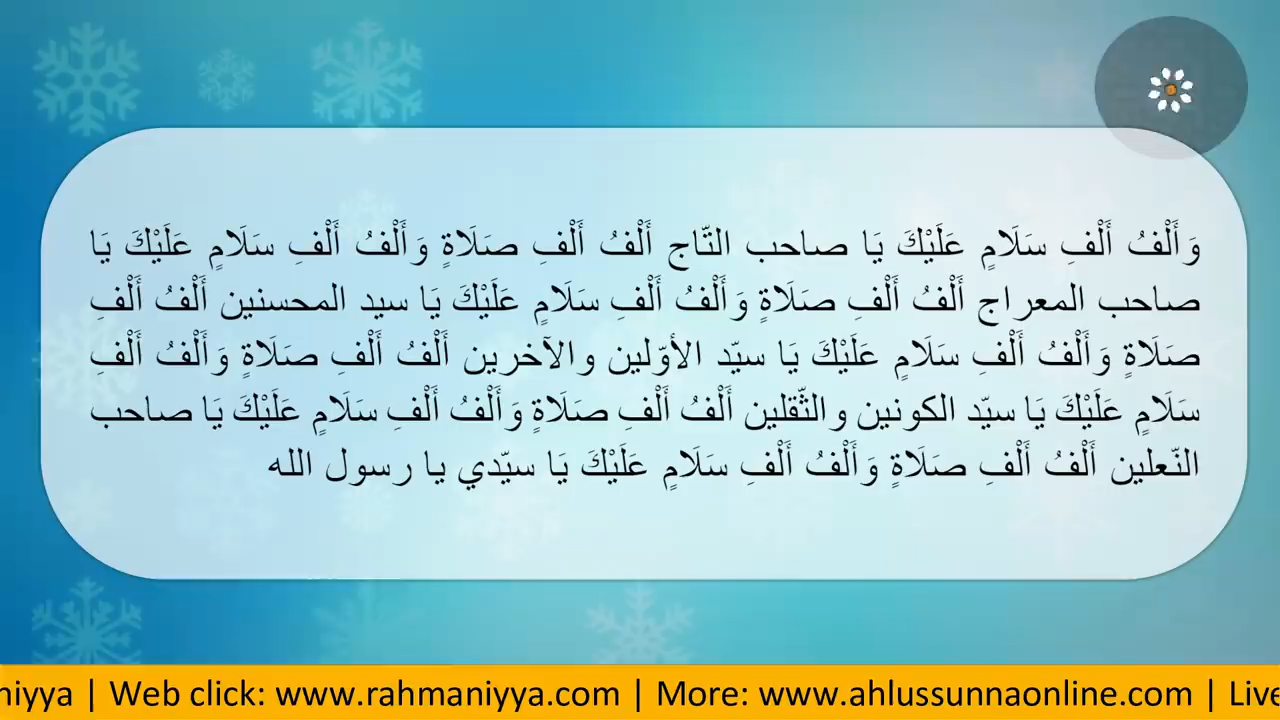 وَأَلْفُ أَلْفِ سَلَامٍ عَلَيْكَ يَا صاحب التّاج أَلْفُ أَلْفِ صَلَاةٍ وَأَلْفُ أَلْفِ سَلَامٍ عَلَيْكَ يَا
صاحب المعراج أَلْفُ أَلْفِ صَلَاةٍ وَأَلْفُ أَلْفِ سَلَامٍ عَلَيْكَ يَا سيد المحسنين أَلْفُ أَلْفِ
صَلَاةٍ وَأَلْفُ أَلْفِ سَلَامٍ عَلَيْكَ يَا سيّد الأوّلين والآخرين أَلْفُ أَلْفِ صَلَاةٍ وَأَلْفُ أَلْفِ
سَلَامٍ عَلَيْكَ يَا سيّد الكونين والثّقلين أَلْفُ أَلْفِ صَلَاةٍ وَأَلْفُ أَلْفِ سَلَامٍ عَلَيْكَ يَا صاحب
النّعلين أَلْفُ أَلْفِ صَلَاةٍ وَأَلْفُ أَلْفِ سَلَامٍ عَلَيْكَ يَا سيّدي يا رسول الله
niyya | Web click: www.rahmaniyya.com | More: www.ahlussunnaonline.com | Live